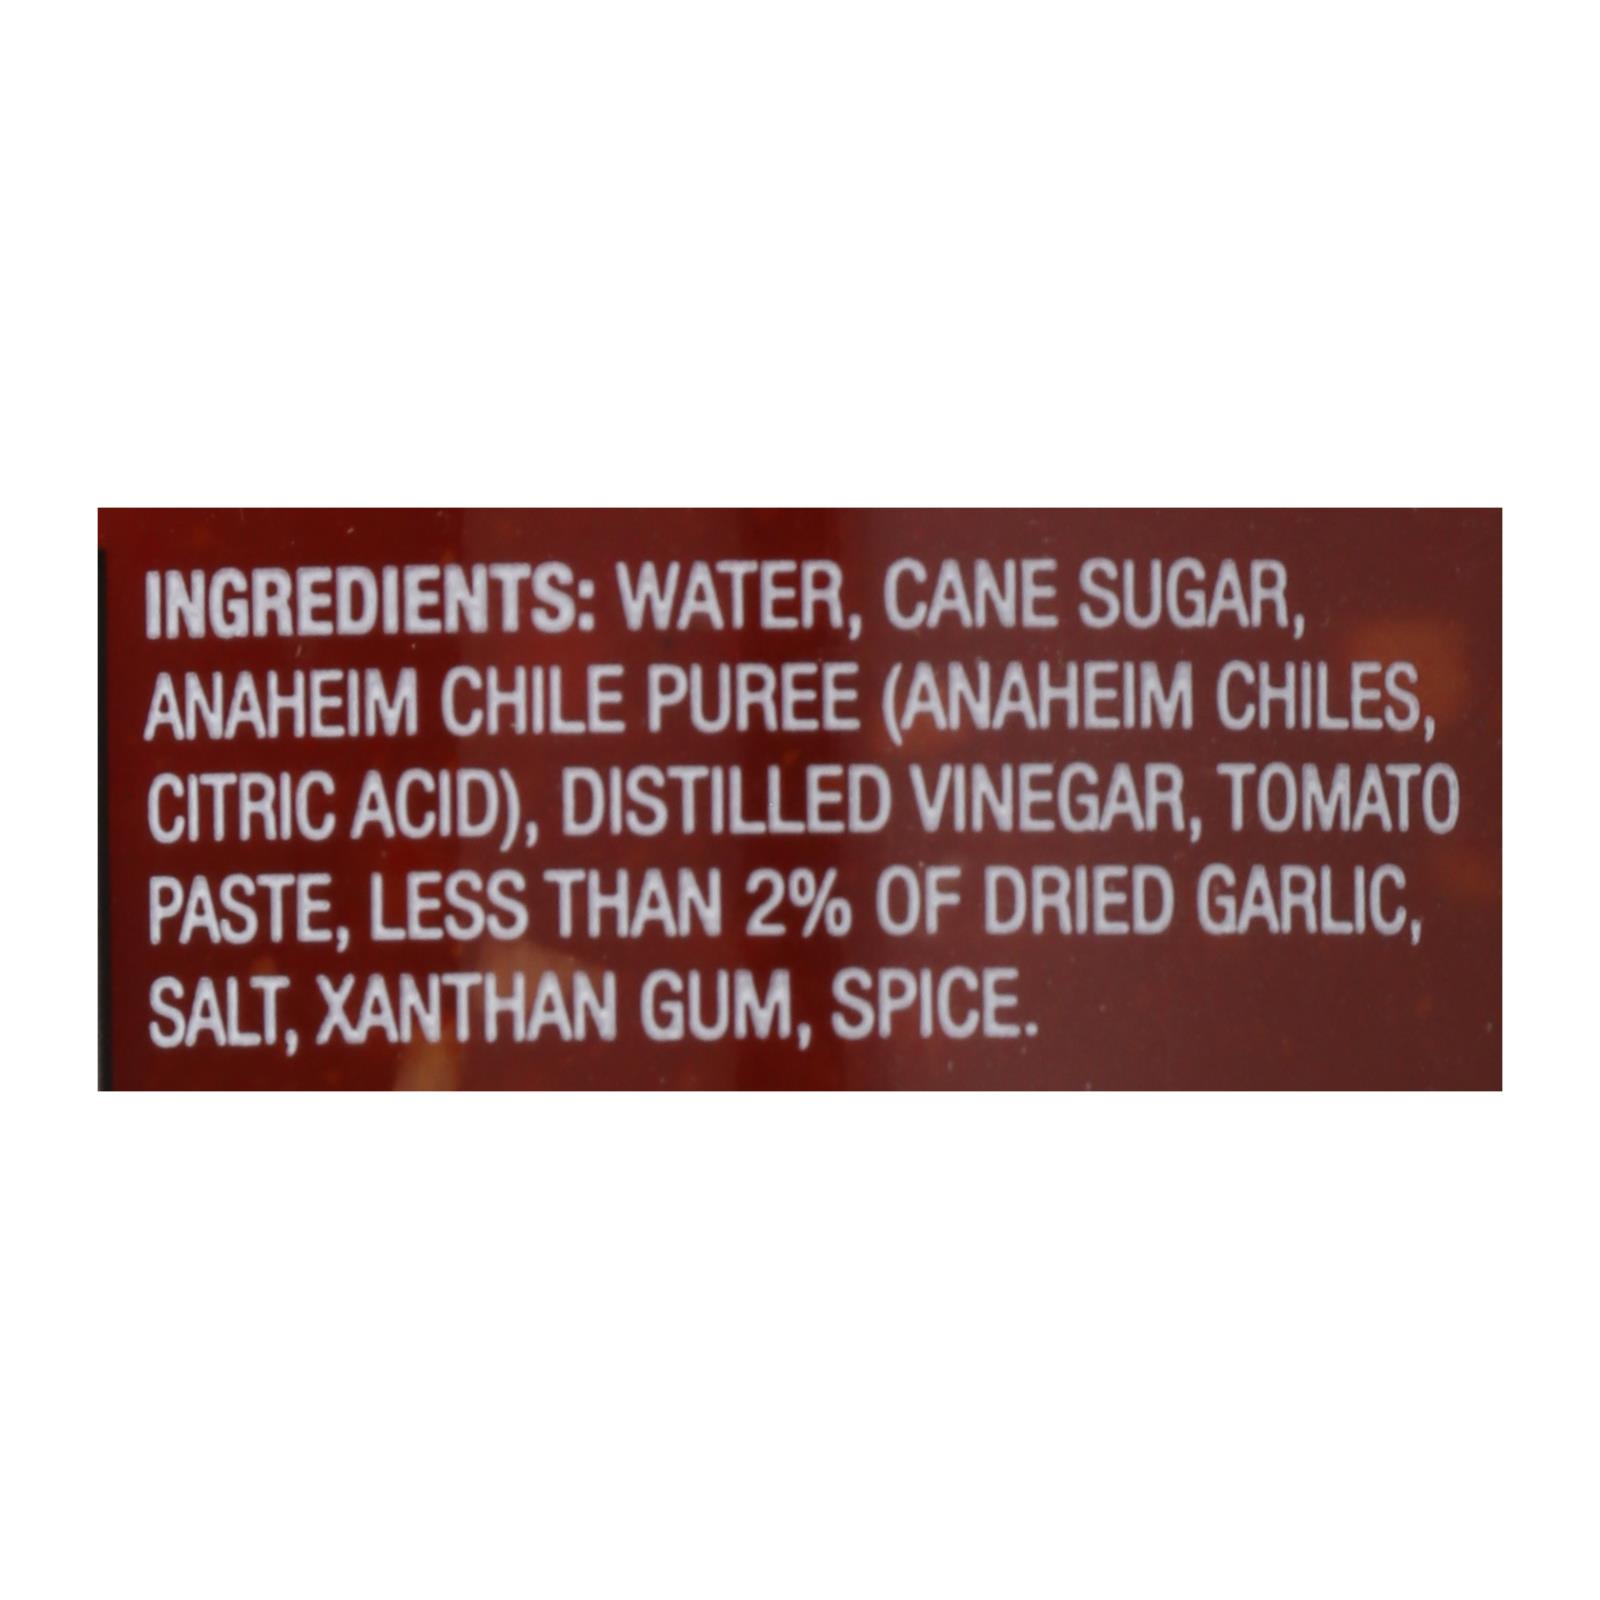 INGREDIENTS: WATER, CANE SUGAR,
ANAHEIM CHILE PUREE (ANAHEIM CHILES,
CITRIC ACID), DISTILLED VINEGAR, TOMATO
PASTE, LESS THAN 2% OF DRIED GARLIC,
SALT, XANTHAN GUM, SPICE.